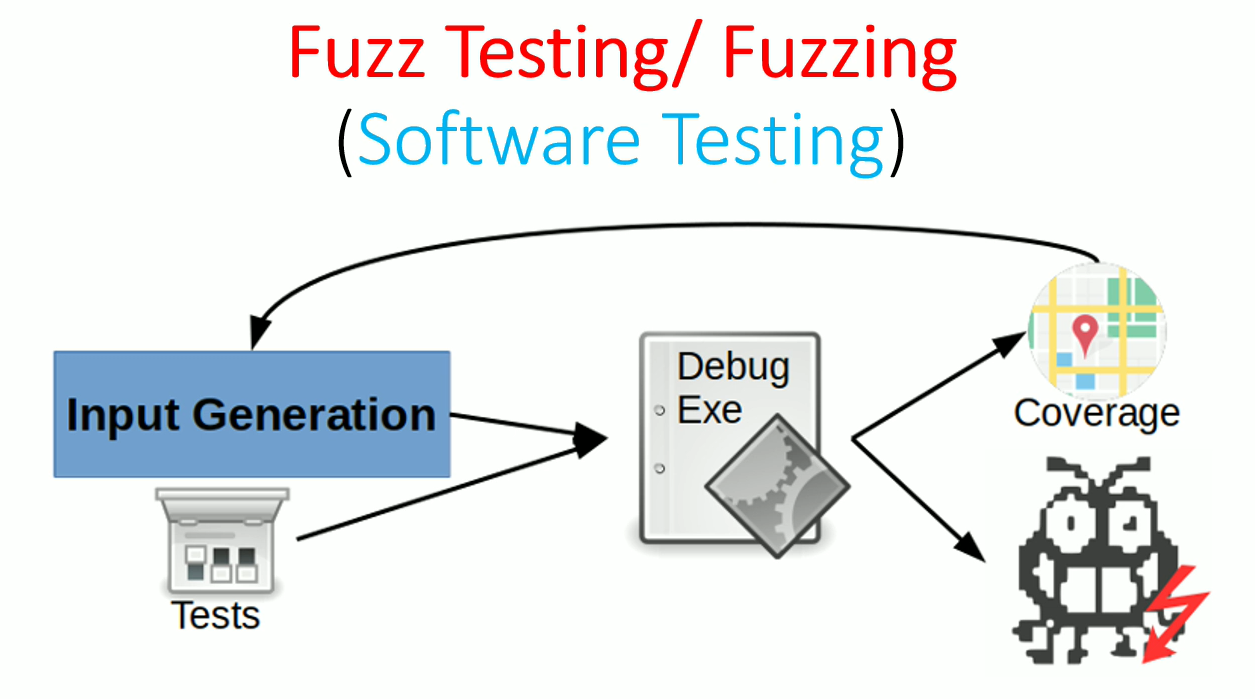 Fuzz Testing/ Fuzzing
(Software Testing)
Input Generation
Tests
Debug
Exe
Coverage